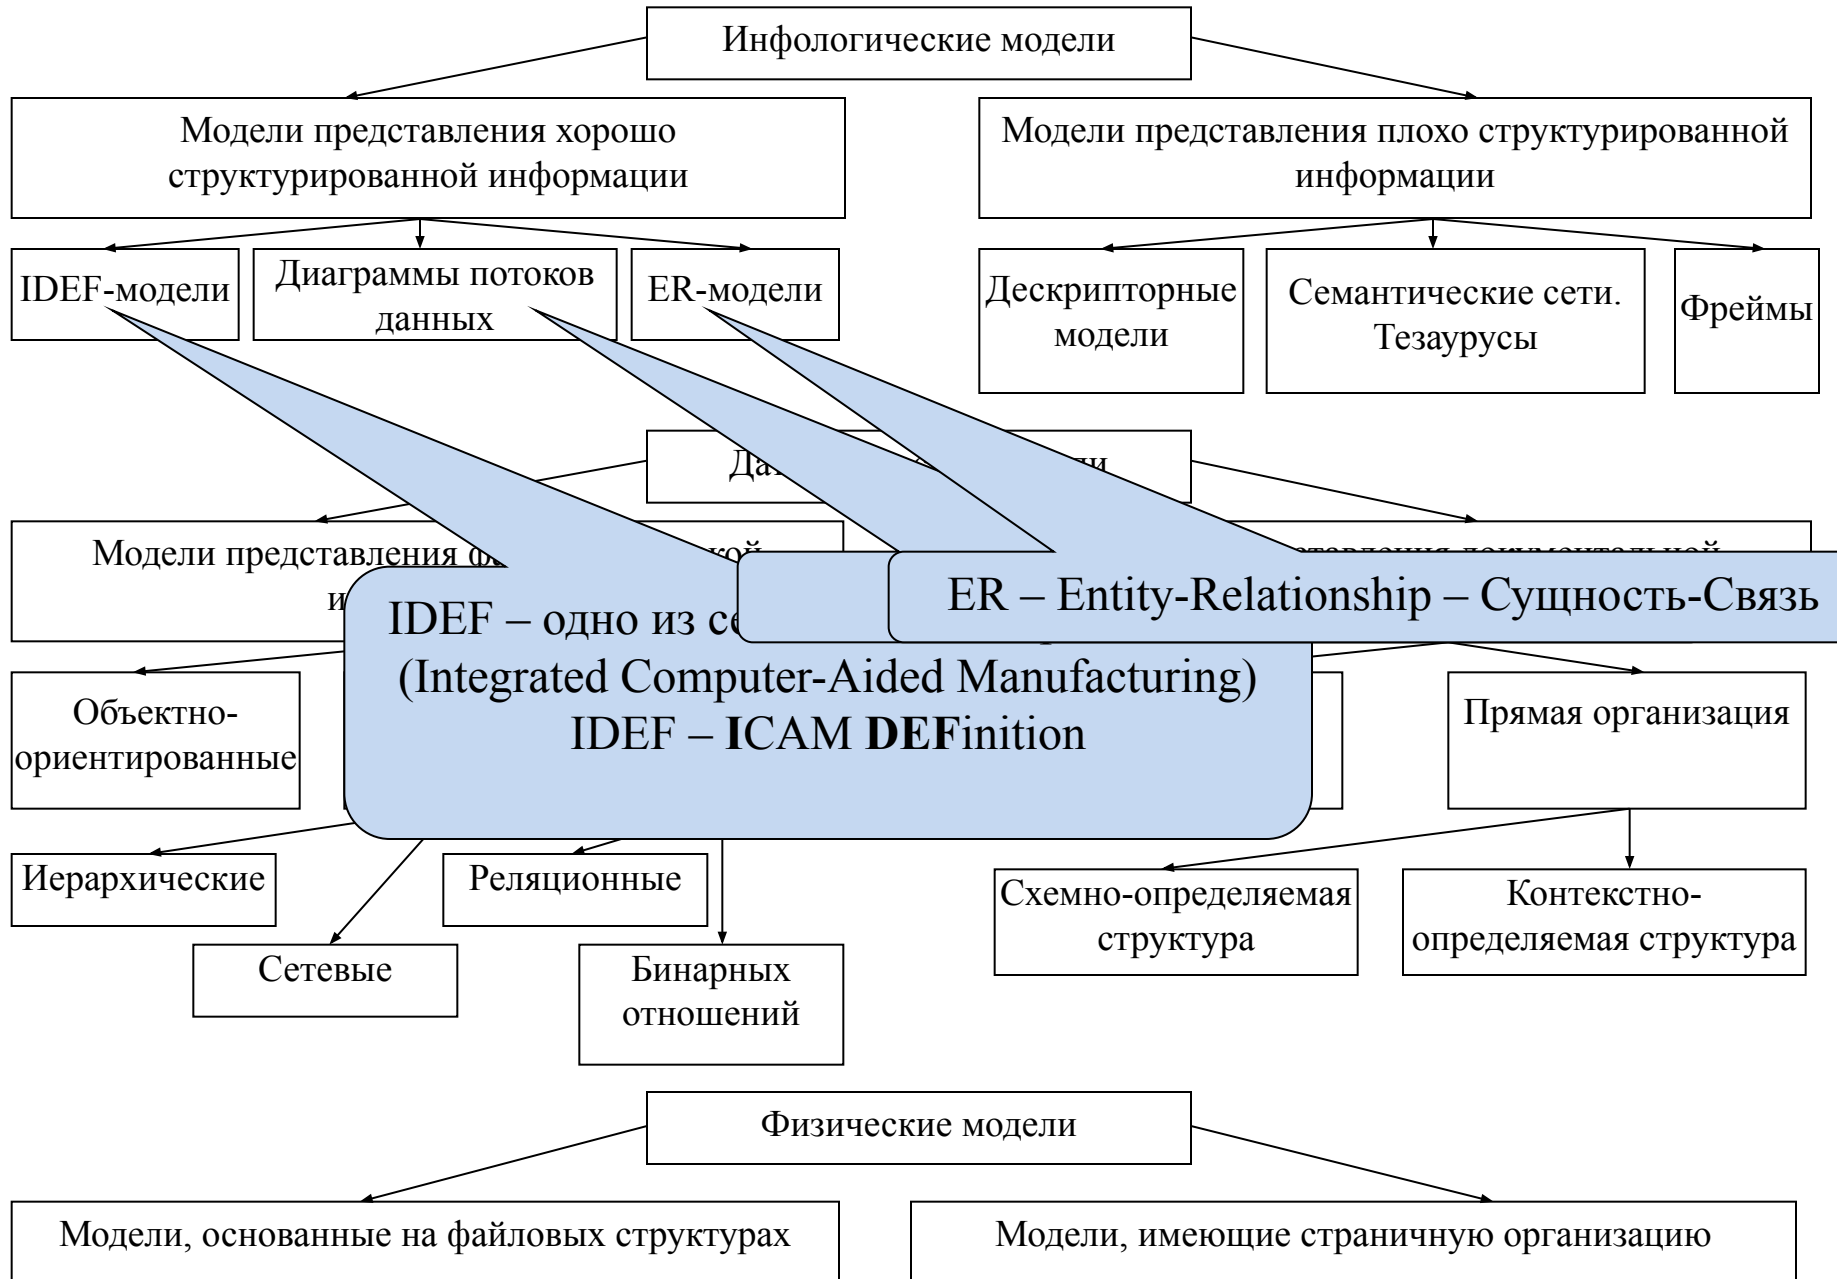 Инфологические модели
Модели представления хорошо
структурированной информации
Модели представления плохо структурированной
информации
IDEF-модели
Диаграммы потоков
данных
ER-модели
Дескрипторные
модели
Семантические сети.
Тезаурусы
Фреймы
Модели представления
ER – Entity-Relationship – Сущность-Связь
IDEF – одно из
(Integrated Computer-Aided Manufacturing)
IDEF – ICAM DEFinition
Объектно-
ориентированные
Прямая организация
Иерархические
Реляционные
Сетевые
Бинарных
отношений
Схемно-определяемая
структура
Контекстно-
определяемая структура
Физические модели
Модели, основанные на файловых структурах
Модели, имеющие страничную организацию